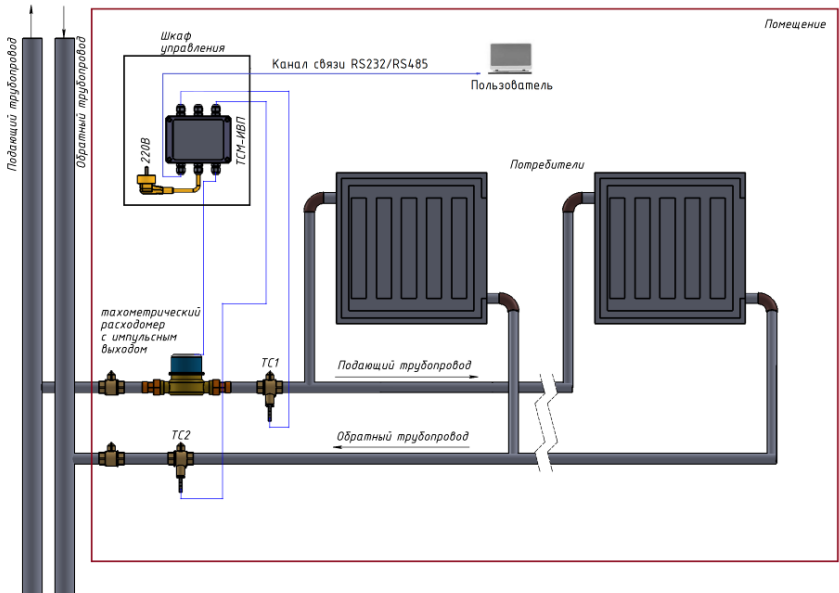 Помещение
Шкаф
управления
Канал связи RS232/RS485
Пользователь
Подающий трубопровод
Обратный трубопровод
220В
ТСМ-ИВП
Потребители
тахометрический
расходомер
с импульсным
выходом
ТС1
Подающий трубопровод
ТС2
Обратный трубопровод